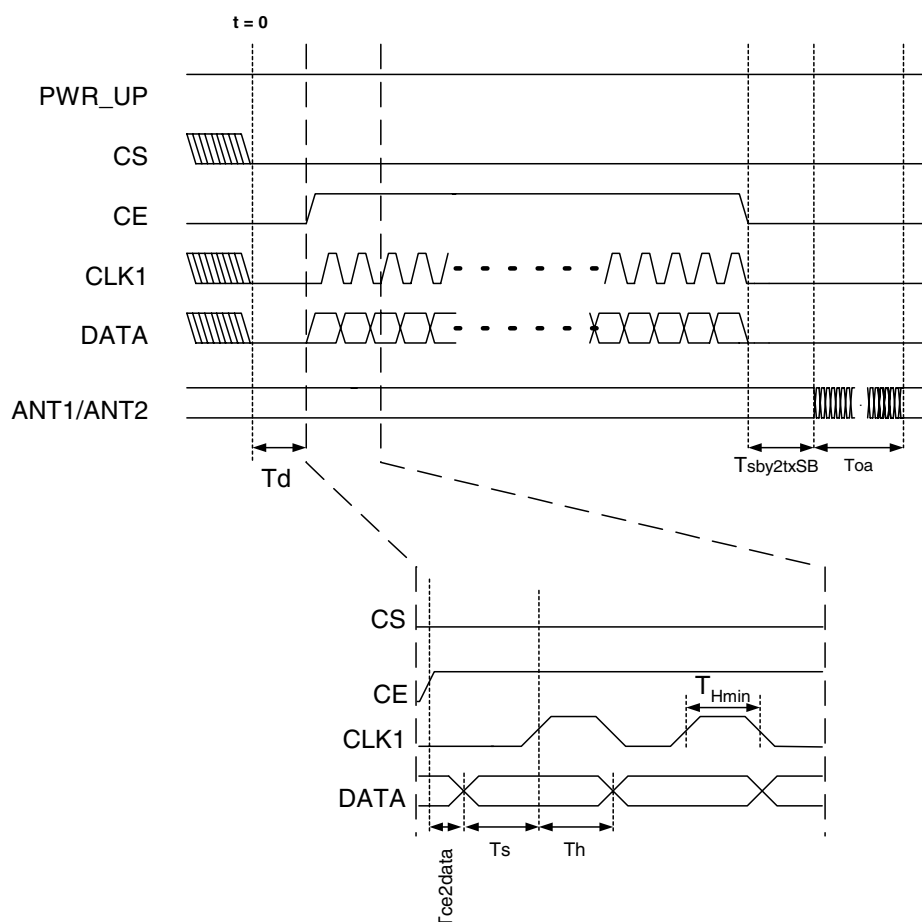 t = 0
PWR_UP
CS
CE
CLK1
DATA
ANT1/ANT2
Td
Tsby2txSB
Toa
CS
CE
THmin
CLK1
DATA
Tce2data
Ts
Th